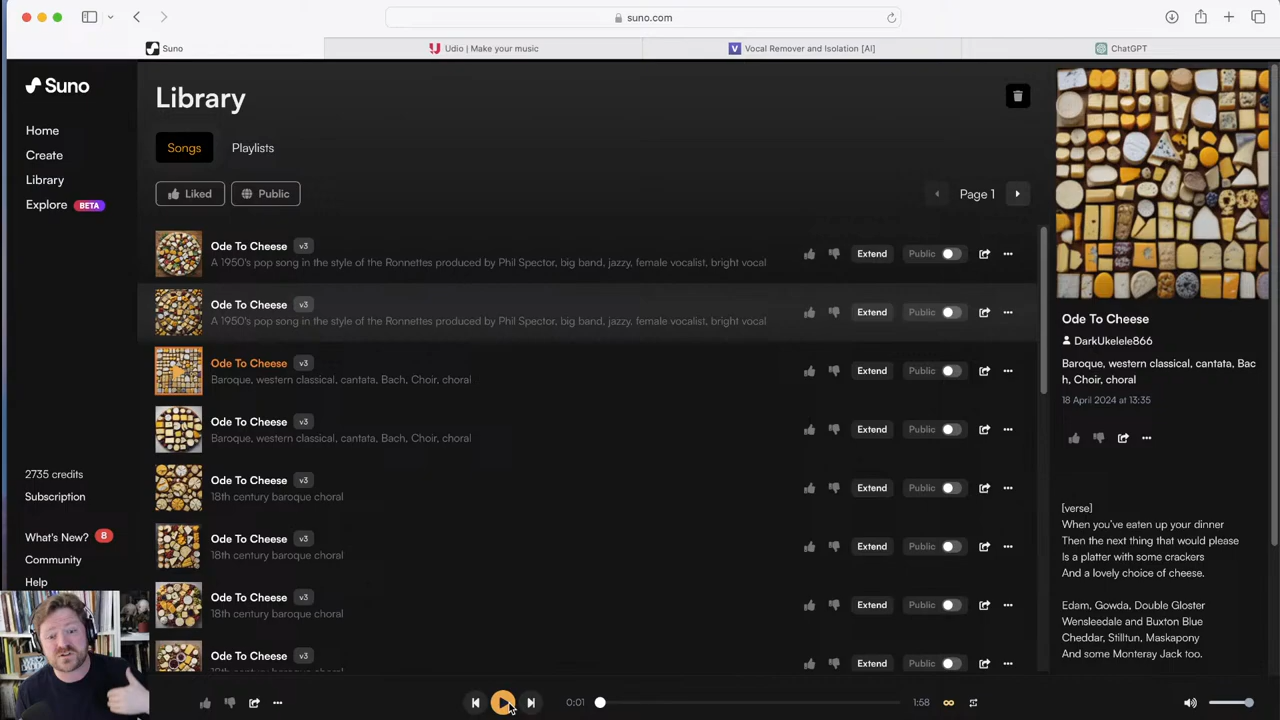 suno.com
Suno
Udio | Make your music
Vocal Remover and Isolation [AI]
ChatGPT
Suno
Home
Create
Library
Explore BETA
2735 credits
Subscription
What's New? 8
Community
Help
Library
Songs Playlists
Liked Public
Page 1
Ode To Cheese v3
A 1950's pop song in the style of the Ronnettes produced by Phil Spector, big band, jazzy, female vocalist, bright vocal
Extend Public
Ode To Cheese v3
A 1950's pop song in the style of the Ronnettes produced by Phil Spector, big band, jazzy, female vocalist, bright vocal
Extend Public
Ode To Cheese v3
Baroque, western classical, cantata, Bach, Choir, choral
Extend Public
Ode To Cheese v3
Baroque, western classical, cantata, Bach, Choir, choral
Extend Public
Ode To Cheese v3
18th century baroque choral
Extend Public
Ode To Cheese v3
18th century baroque choral
Extend Public
Ode To Cheese v3
18th century baroque choral
Extend Public
Ode To Cheese v3
18th century baroque choral
Extend Public
Ode To Cheese
DarkUkelele866
Baroque, western classical, cantata, Bac
h, Choir, choral
18 April 2024 at 13:35
[verse]
When you've eaten up your dinner
Then the next thing that would please
Is a platter with some crackers
And a lovely choice of cheese.
Edam, Gowda, Double Gloster
Wensleedale and Buxton Blue
Cheddar, Stilltun, Maskapony
And some Monteray Jack too.
0:01
1:58